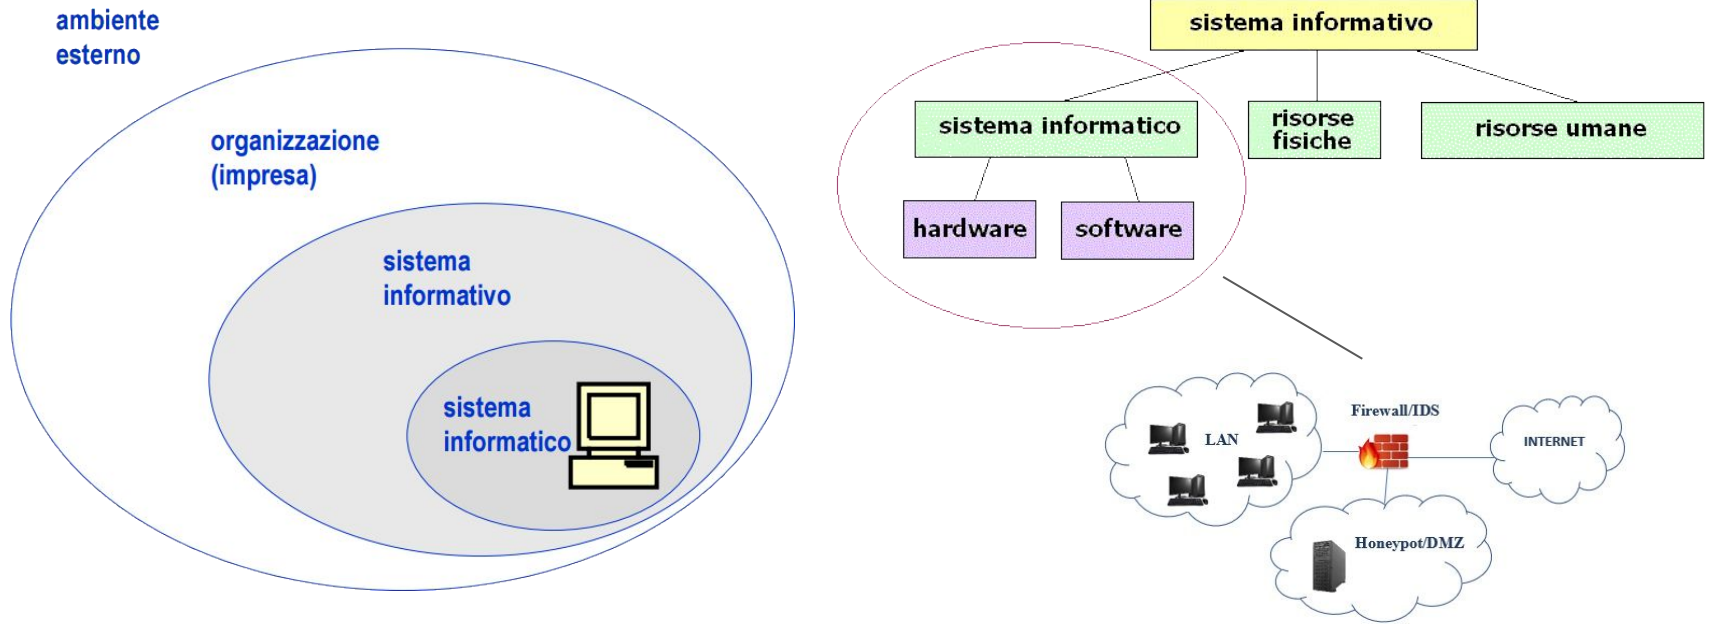 ambiente
esterno
organizzazione
(impresa)
sistema
informativo
sistema
informatico
sistema informativo
sistema informatico
risorse
fisiche
risorse umane
hardware
software
LAN
Firewall/IDS
INTERNET
Honeypot/DMZ